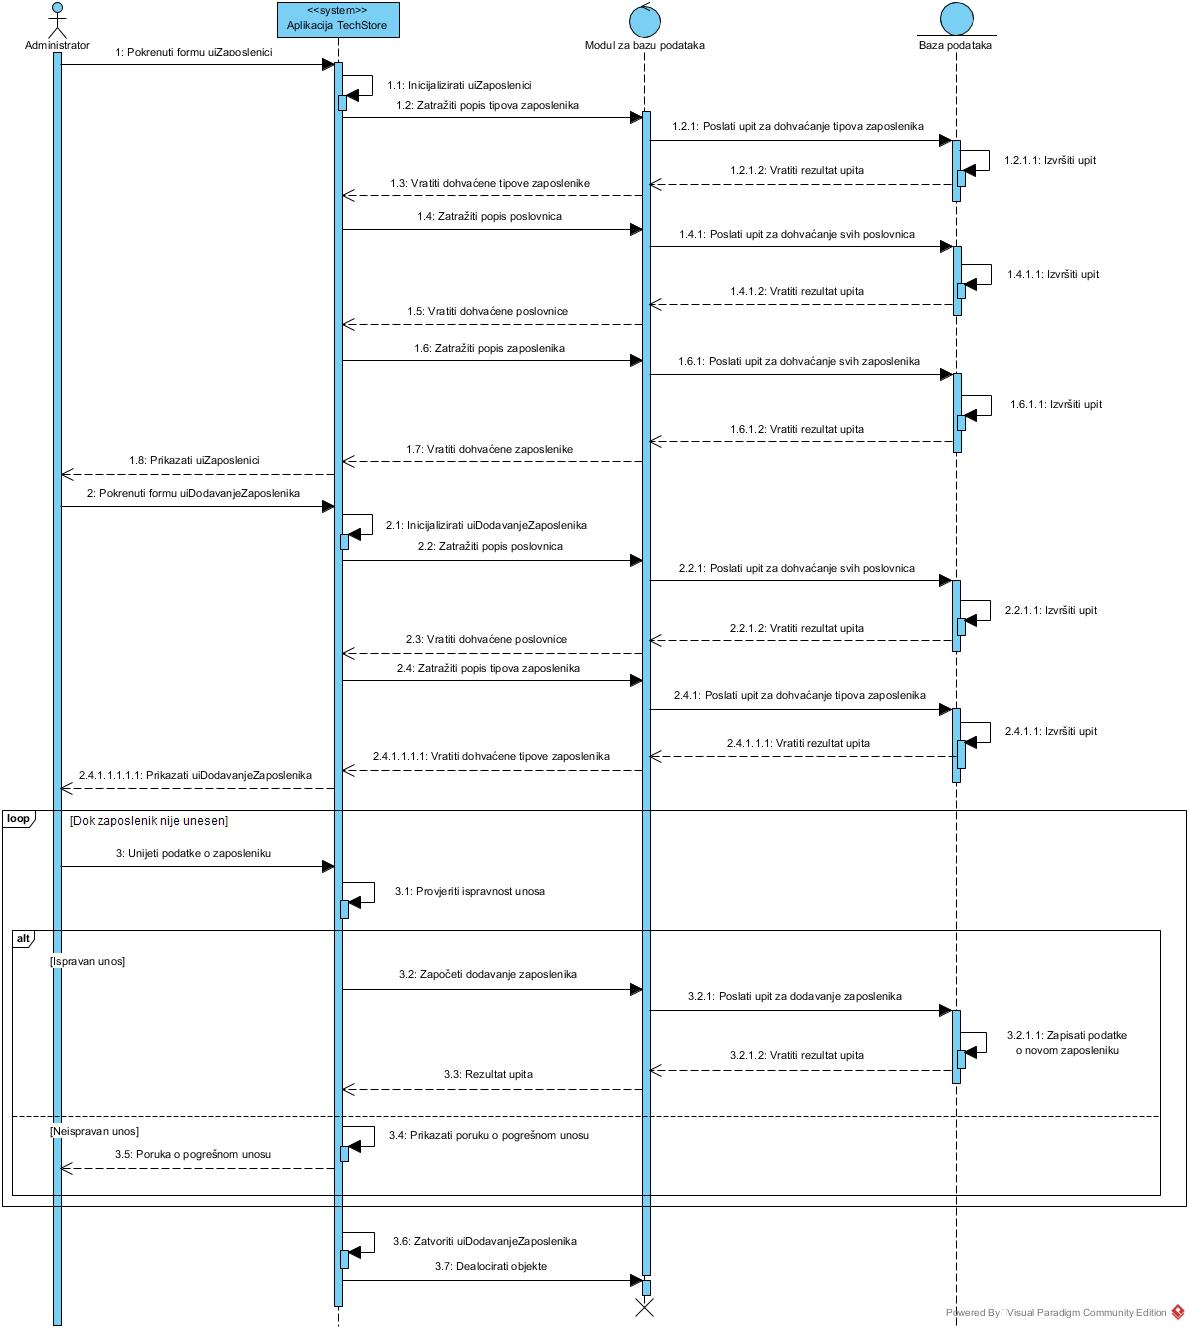 <<system>>
Aplikacija TechStore
Administrator
Modul za bazu podataka
Baza podataka
1: Pokrenuti formu uiZaposlenici
1.1: Inicijalizirati uiZaposlenici
1.2: Zatražiti popis tipova zaposlenika
1.2.1: Poslati upit za dohvaćanje tipova zaposlenika
1.2.1.1: Izvršiti upit
1.2.1.2: Vratiti rezultat upita
1.3: Vratiti dohvaćene tipove zaposlenike
1.4: Zatražiti popis poslovnica
1.4.1: Poslati upit za dohvaćanje svih poslovnica
1.4.1.1: Izvršiti upit
1.4.1.2: Vratiti rezultat upita
1.5: Vratiti dohvaćene poslovnice
1.6: Zatražiti popis zaposlenika
1.6.1: Poslati upit za dohvaćanje svih zaposlenika
1.6.1.1: Izvršiti upit
1.6.1.2: Vratiti rezultat upita
1.7: Vratiti dohvaćene zaposlenike
1.8: Prikazati uiZaposlenici
2: Pokrenuti formu uiDodavanjeZaposlenika
2.1: Inicijalizirati uiDodavanjeZaposlenika
2.2: Zatražiti popis poslovnica
2.2.1: Poslati upit za dohvaćanje svih poslovnica
2.2.1.1: Izvršiti upit
2.2.1.2: Vratiti rezultat upita
2.3: Vratiti dohvaćene poslovnice
2.4: Zatražiti popis tipova zaposlenika
2.4.1: Poslati upit za dohvaćanje tipova zaposlenika
2.4.1.1: Izvršiti upit
2.4.1.1.1: Vratiti rezultat upita
2.4.1.1.1.1: Vratiti dohvaćene tipove zaposlenika
2.4.1.1.1.1.1: Prikazati uiDodavanjeZaposlenika
loop
[Dok zaposlenik nije unesen]
3: Unijeti podatke o zaposleniku
3.1: Provjeriti ispravnost unosa
alt
[Ispravan unos]
3.2: Započeti dodavanje zaposlenika
3.2.1: Poslati upit za dodavanje zaposlenika
3.2.1.1: Zapisati podatke
o novom zaposleniku
3.2.1.2: Vratiti rezultat upita
3.3: Rezultat upita
[Neispravan unos]
3.4: Prikazati poruku o pogrešnom unosu
3.5: Poruka o pogrešnom unosu
3.6: Zatvoriti uiDodavanjeZaposlenika
3.7: Dealocirati objekte
Powered By Visual Paradigm Community Edition